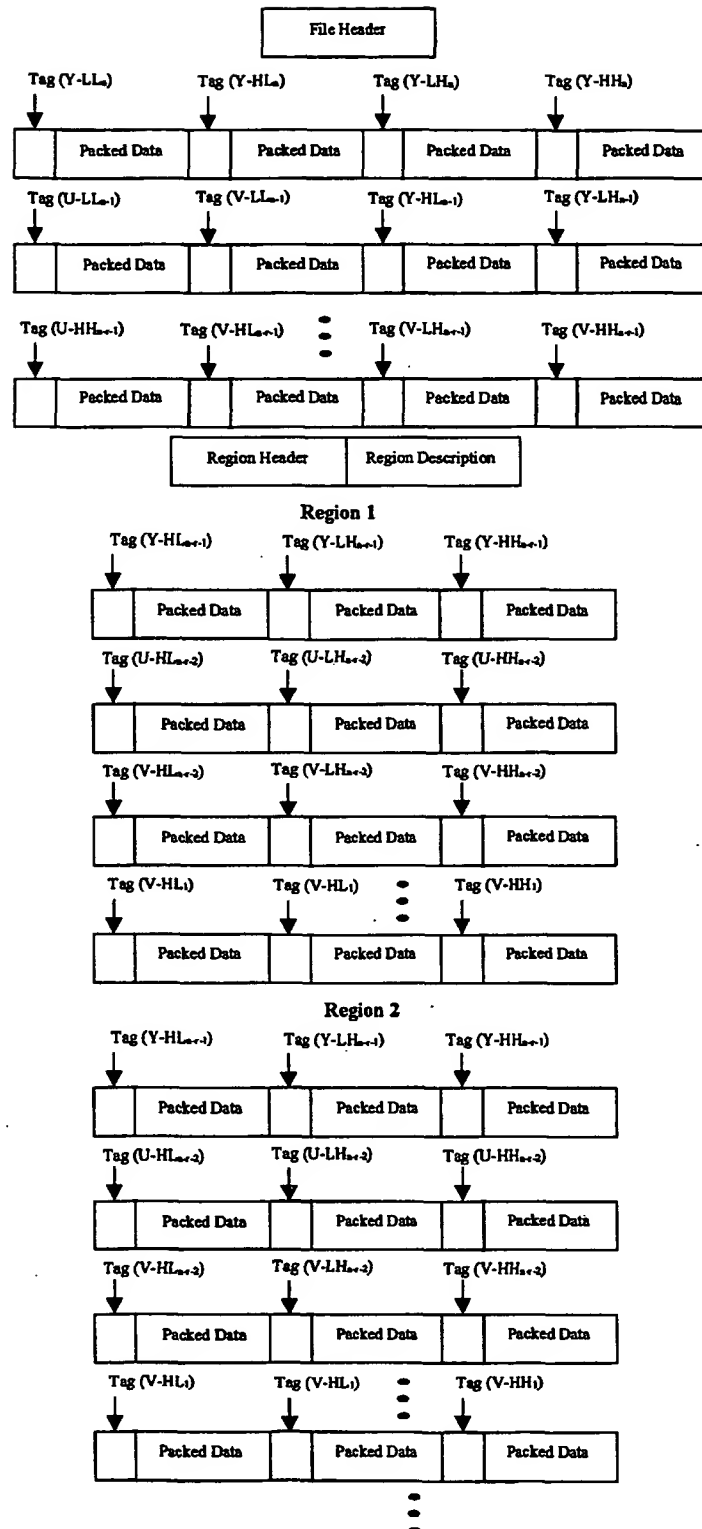 File Header
Tag (Y-LLₙ) Tag (Y-HLₙ) Tag (Y-LHₙ) Tag (Y-HHₙ)
Packed Data Packed Data Packed Data Packed Data
Tag (U-LLₙ₋₁) Tag (V-LLₙ₋₁) Tag (Y-HLₙ₋₁) Tag (Y-LHₙ₋₁)
Packed Data Packed Data Packed Data Packed Data
Tag (U-HHₙ₋ᵣ₋₁) Tag (V-HLₙ₋ᵣ₋₁) Tag (V-LHₙ₋ᵣ₋₁) Tag (V-HHₙ₋ᵣ₋₁)
Packed Data Packed Data Packed Data Packed Data
Region Header Region Description
Region 1
Tag (Y-HLₙ₋ᵣ₋₁) Tag (Y-LHₙ₋ᵣ₋₁) Tag (Y-HHₙ₋ᵣ₋₁)
Packed Data Packed Data Packed Data
Tag (U-HLₙ₋ᵣ₋₂) Tag (U-LHₙ₋ᵣ₋₂) Tag (U-HHₙ₋ᵣ₋₂)
Packed Data Packed Data Packed Data
Tag (V-HLₙ₋ᵣ₋₂) Tag (V-LHₙ₋ᵣ₋₂) Tag (V-HHₙ₋ᵣ₋₂)
Packed Data Packed Data Packed Data
Tag (V-HL₁) Tag (V-HL₁) Tag (V-HH₁)
Packed Data Packed Data Packed Data
Region 2
Tag (Y-HLₙ₋ᵣ₋₁) Tag (Y-LHₙ₋ᵣ₋₁) Tag (Y-HHₙ₋ᵣ₋₁)
Packed Data Packed Data Packed Data
Tag (U-HLₙ₋ᵣ₋₂) Tag (U-LHₙ₋ᵣ₋₂) Tag (U-HHₙ₋ᵣ₋₂)
Packed Data Packed Data Packed Data
Tag (V-HLₙ₋ᵣ₋₂) Tag (V-LHₙ₋ᵣ₋₂) Tag (V-HHₙ₋ᵣ₋₂)
Packed Data Packed Data Packed Data
Tag (V-HL₁) Tag (V-HL₁) Tag (V-HH₁)
Packed Data Packed Data Packed Data